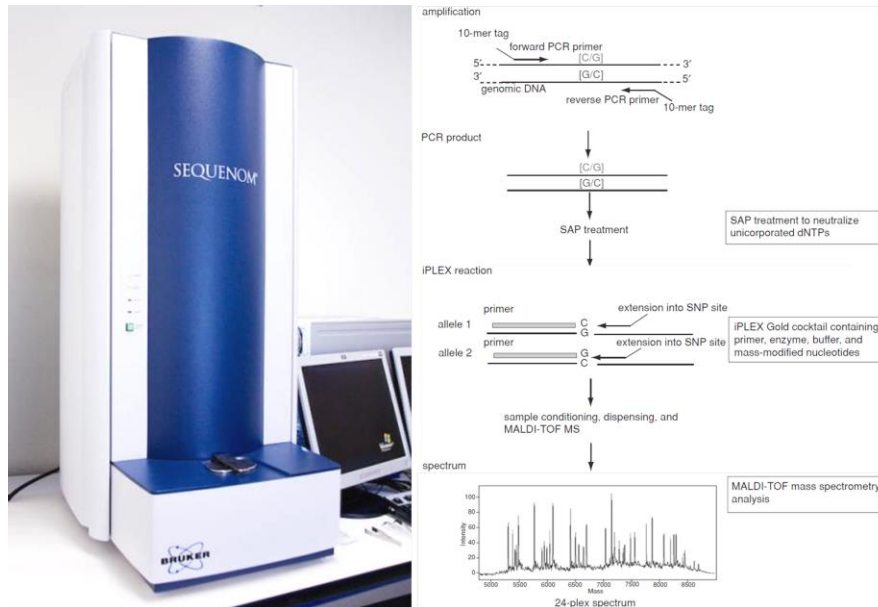 SEQUENOM®
BRUKER
amplification
10-mer tag
forward PCR primer
5′ [C/G] 3′
3′ [G/C] 5′
genomic DNA
reverse PCR primer
10-mer tag
PCR product
[C/G]
[G/C]
SAP treatment
SAP treatment to neutralize
unicorporated dNTPs
iPLEX reaction
primer
extension into SNP site
allele 1
C
G
primer
extension into SNP site
allele 2
G
C
iPLEX Gold cocktail containing
primer, enzyme, buffer, and
mass-modified nucleotides
sample conditioning, dispensing, and
MALDI-TOF MS
spectrum
MALDI-TOF mass spectrometry
analysis
Intensity
100
80
60
40
20
0
5000 5500 6000 6500 7000 7500 8000 8500
Mass
24-plex spectrum